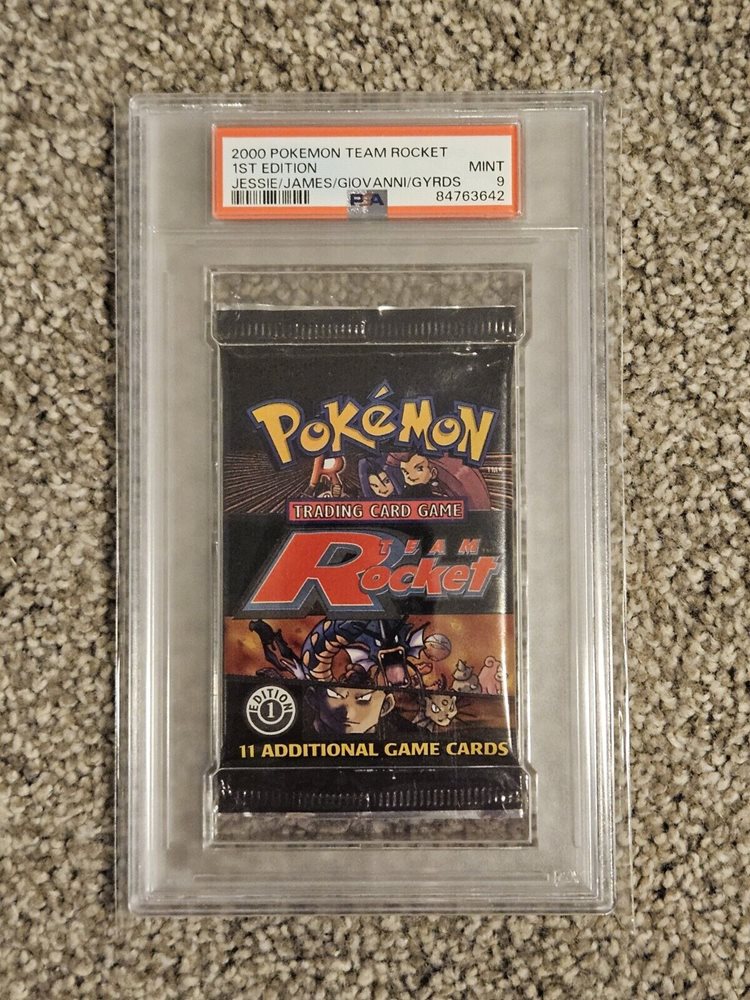 2000 POKEMON TEAM ROCKET
1ST EDITION MINT
JESSIE/JAMES/GIOVANNI/GYRDS 9
PSA 84763642
POKéMON
R
TRADING CARD GAME
TEAM
Rocket
EDITION
1
11 ADDITIONAL GAME CARDS